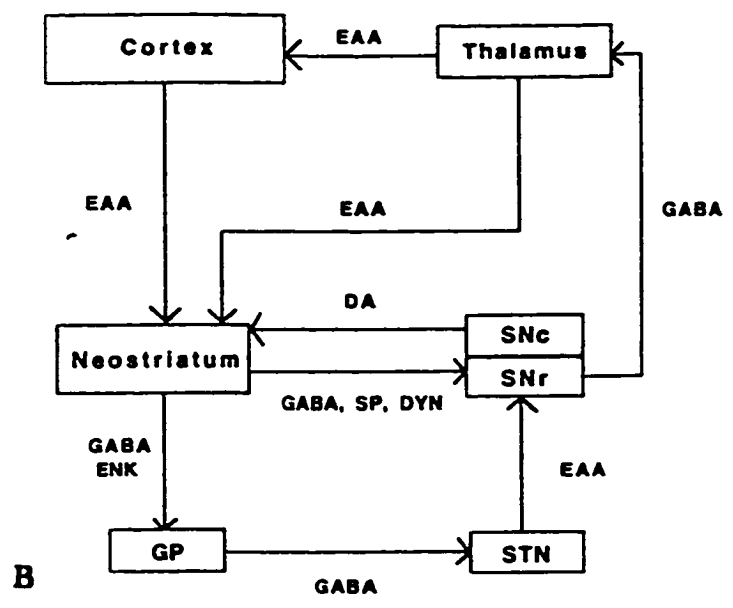 EAA
Cortex
Thalamus
EAA
EAA
GABA
DA
SNc
Neostriatum
SNr
GABA, SP, DYN
GABA
ENK
EAA
GP
STN
B
GABA